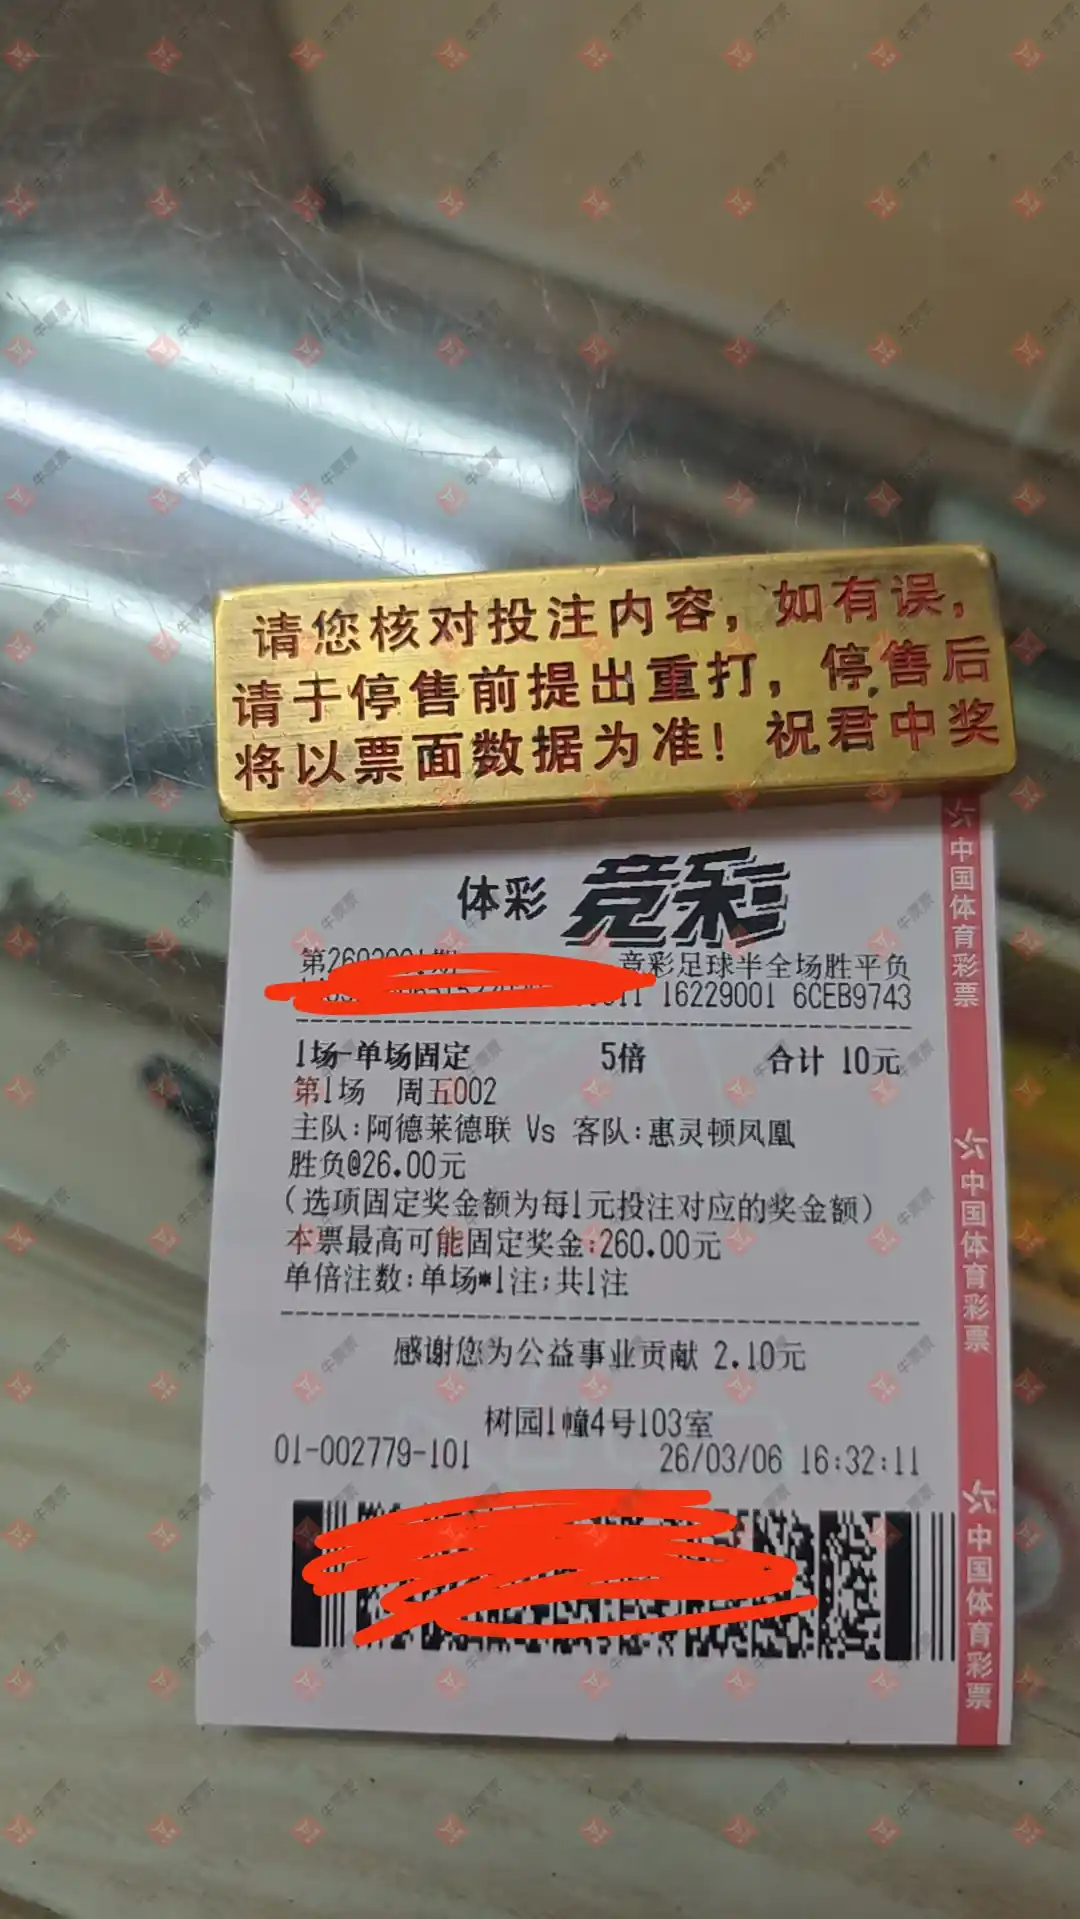 请您核对投注内容，如有误，
请于停售前提出重打，停售后
将以票面数据为准！祝君中奖
体彩 竞彩
竞彩足球半全场胜平负
16229001 6CEB9743
1场-单场固定 5倍 合计 10元
第1场 周五002
主队:阿德莱德联 Vs 客队:惠灵顿凤凰
胜负@26.00元
(选项固定奖金额为每1元投注对应的奖金额)
本票最高可能固定奖金:260.00元
单倍注数:单场*1注;共1注
感谢您为公益事业贡献 2.10元
树园1幢4号103室
01-002779-101 26/03/06 16:32:11
中国体育彩票
中国体育彩票
中国体育彩票
牛票票